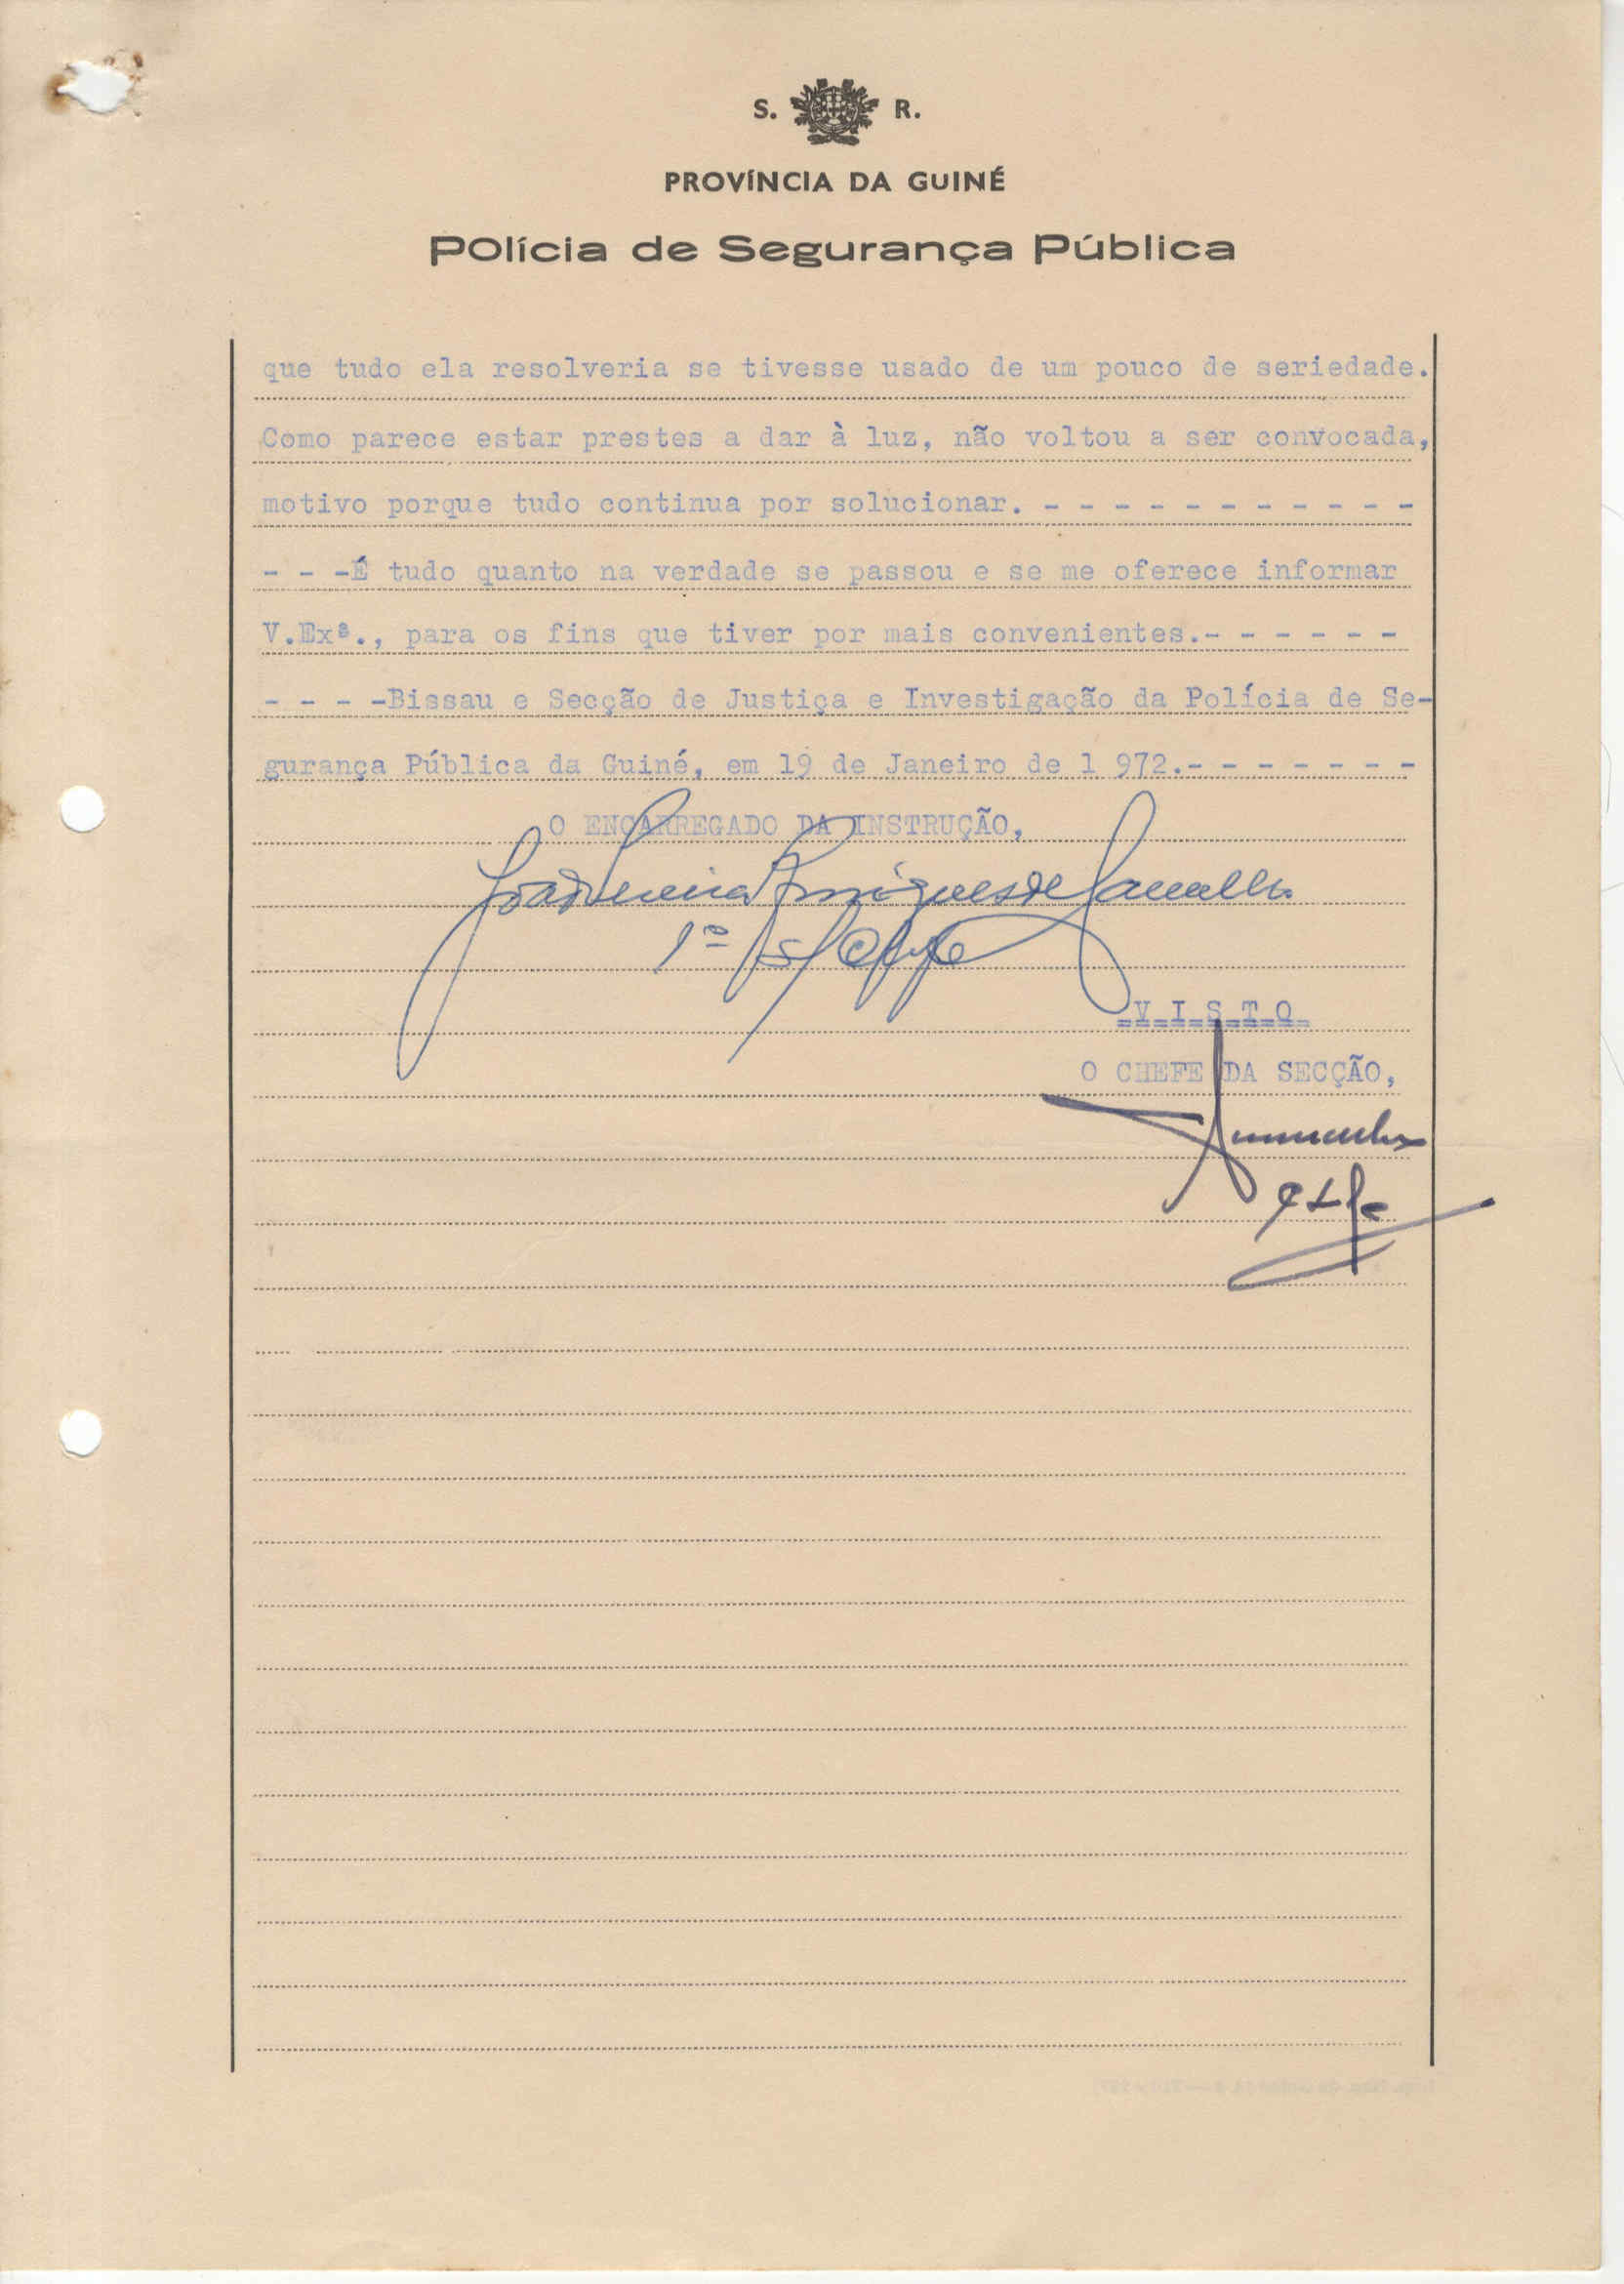 S. R.
PROVÍNCIA DA GUINÉ
Polícia de Segurança Pública
que tudo ela resolveria se tivesse usado de um pouco de seriedade.
Como parece estar prestes a dar à luz, não voltou a ser convocada,
motivo porque tudo continua por solucionar. - - - - - - - - - - -
- - -É tudo quanto na verdade se passou e se me oferece informar
V.Exª., para os fins que tiver por mais convenientes.- - - - - -
- - - -Bissau e Secção de Justiça e Investigação da Polícia de Se-
gurança Pública da Guiné, em 19 de Janeiro de 1 972.- - - - - - -
O ENCARREGADO DA INSTRUÇÃO,
1º
=V=I=S=T=O=
O CHEFE DA SECÇÃO,